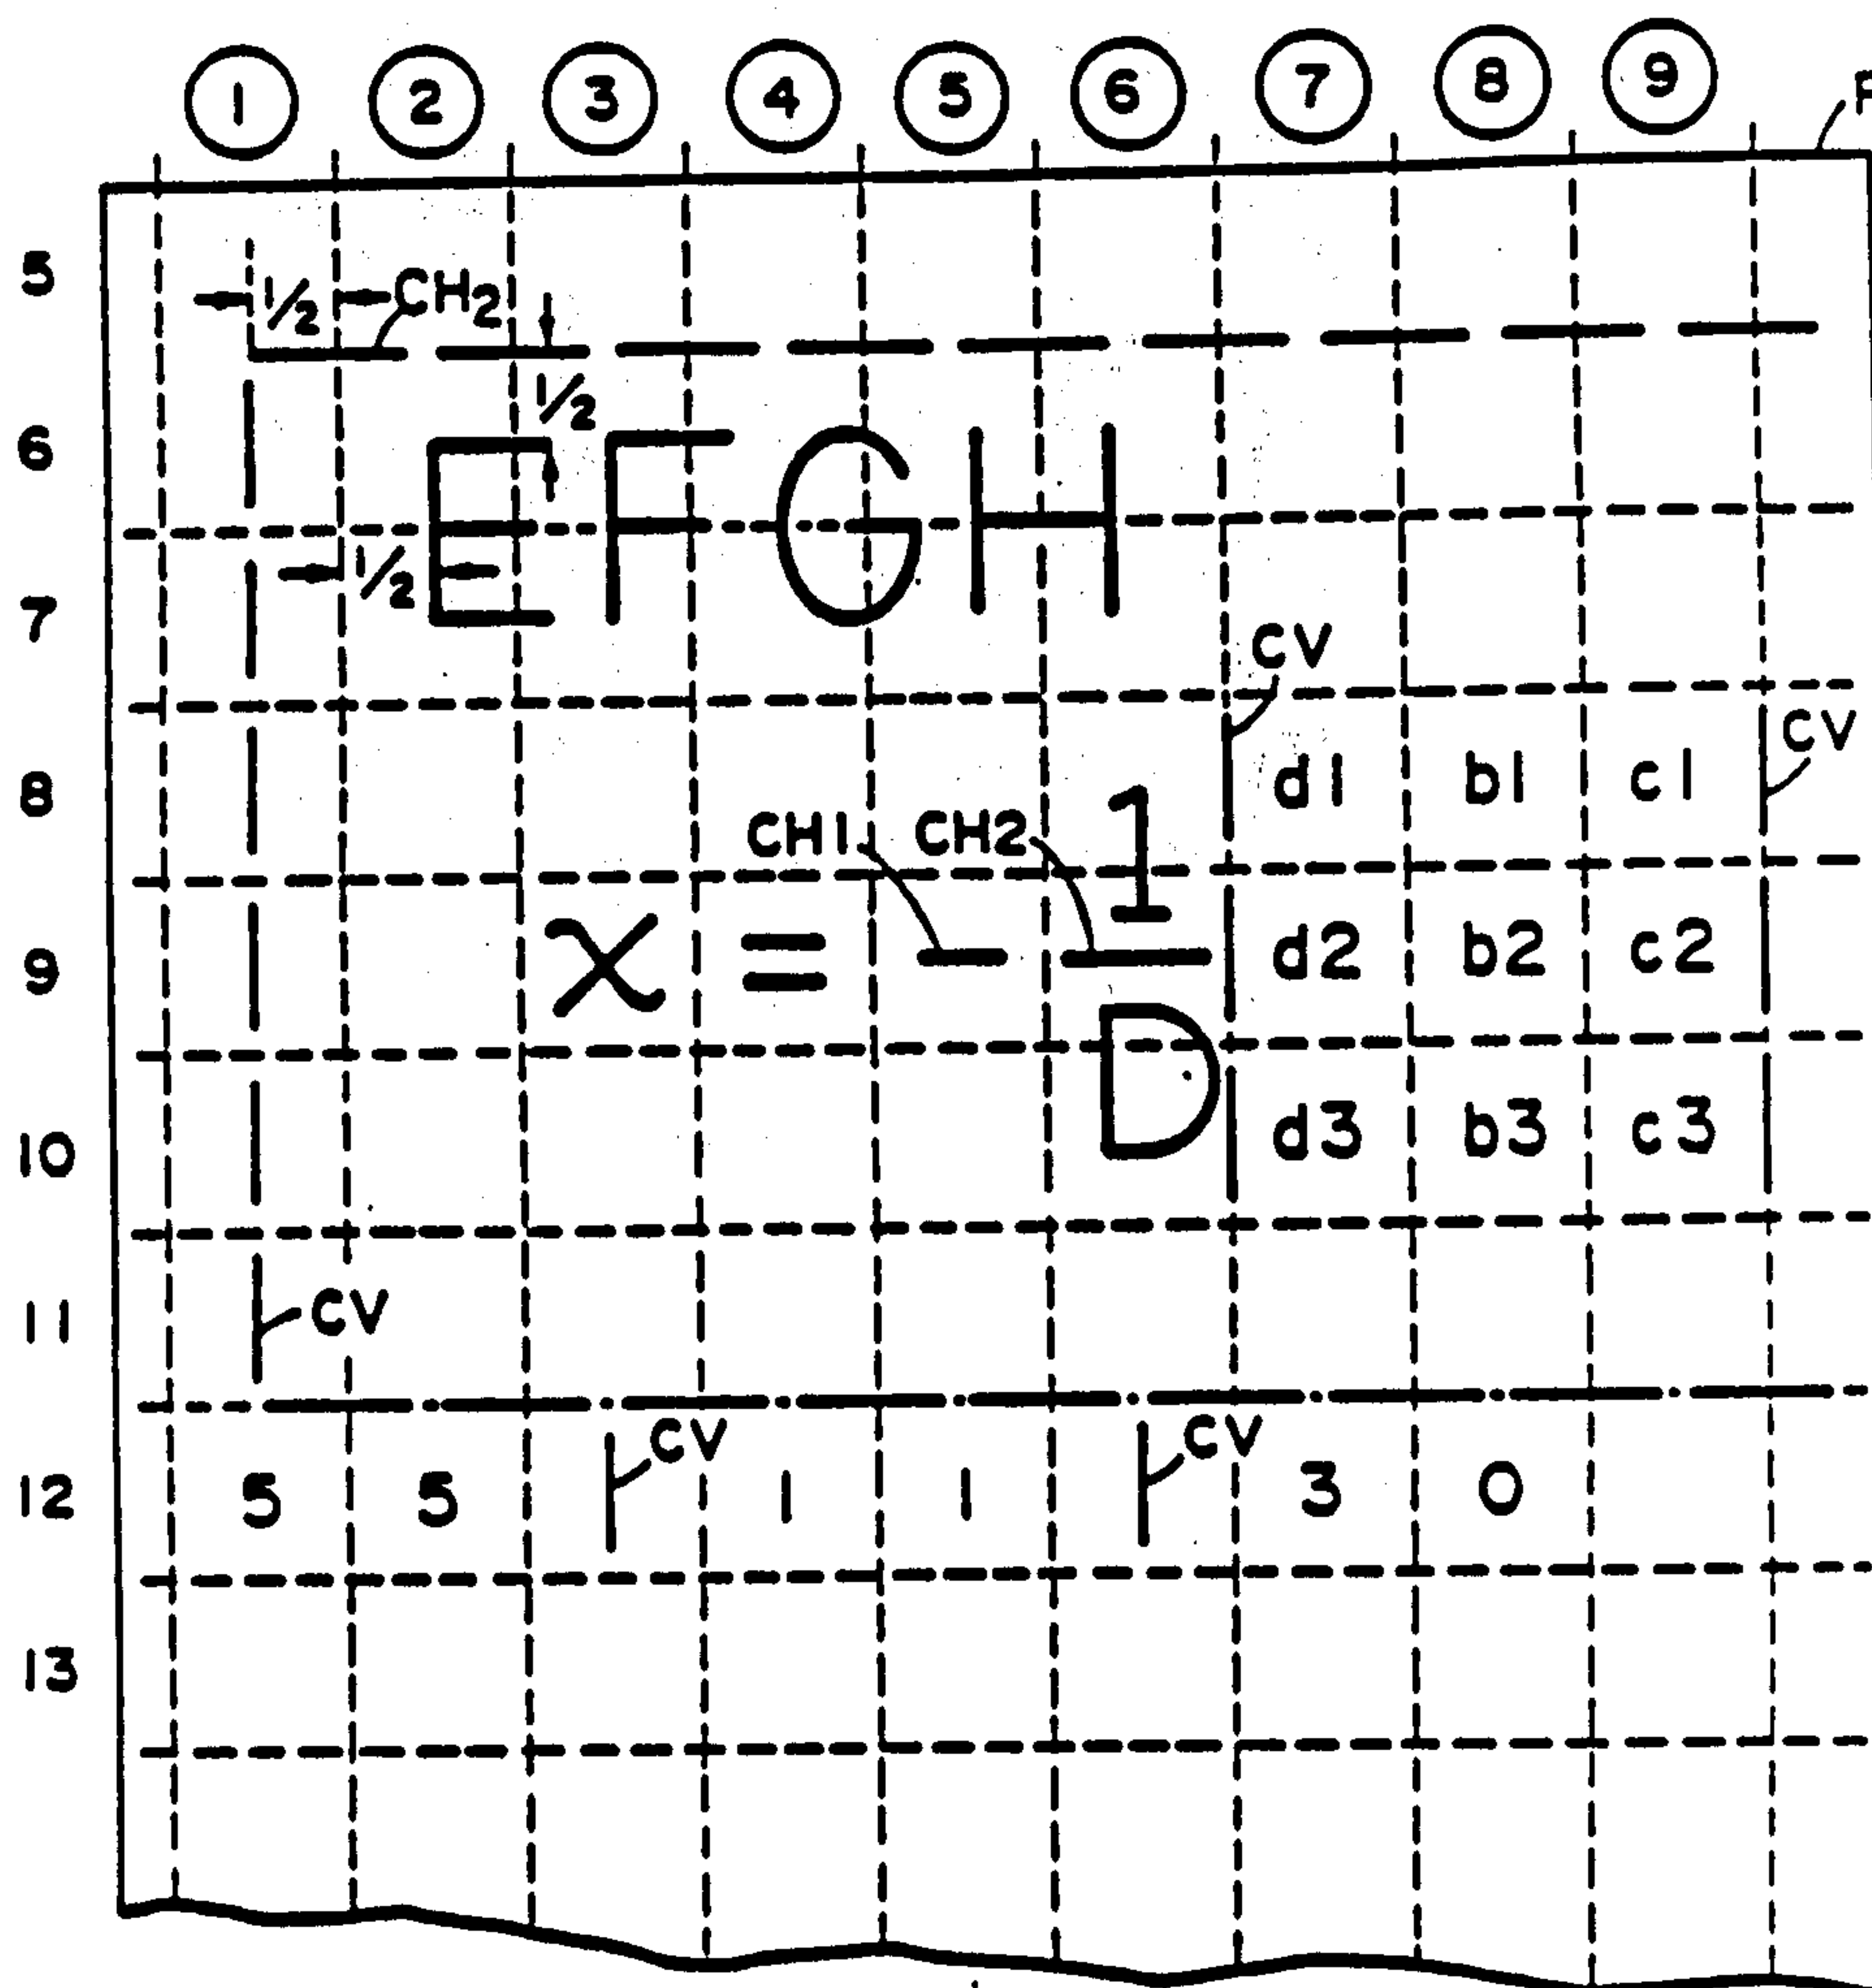 1 2 3 4 5 6 7 8 9
5 1/2 CH2
1/2
6 EFGH
7 1/2
CV
8 d1 b1 c1 CV
CH1 CH2 1
9 x = — — d2 b2 c2
D
10 d3 b3 c3
11 CV
CV CV
12 5 5 1 1 3 0
13